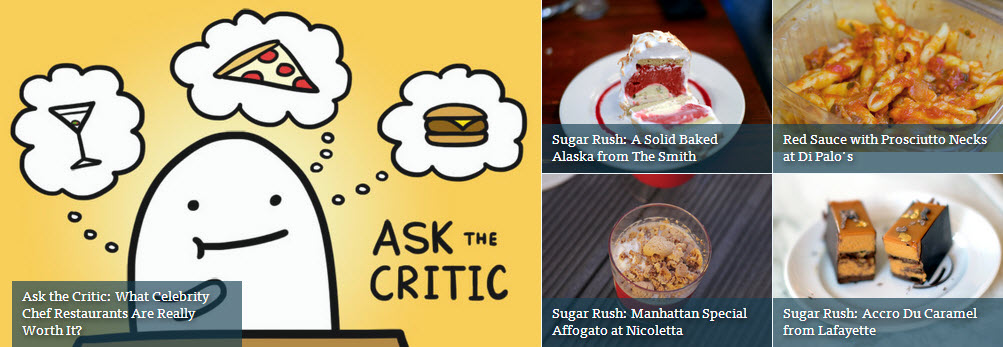 ASK THE
CRITIC
Ask the Critic: What Celebrity
Chef Restaurants Are Really
Worth It?
Sugar Rush: A Solid Baked
Alaska from The Smith
Red Sauce with Prosciutto Necks
at Di Palo's
Sugar Rush: Manhattan Special
Affogato at Nicoletta
Sugar Rush: Accro Du Caramel
from Lafayette